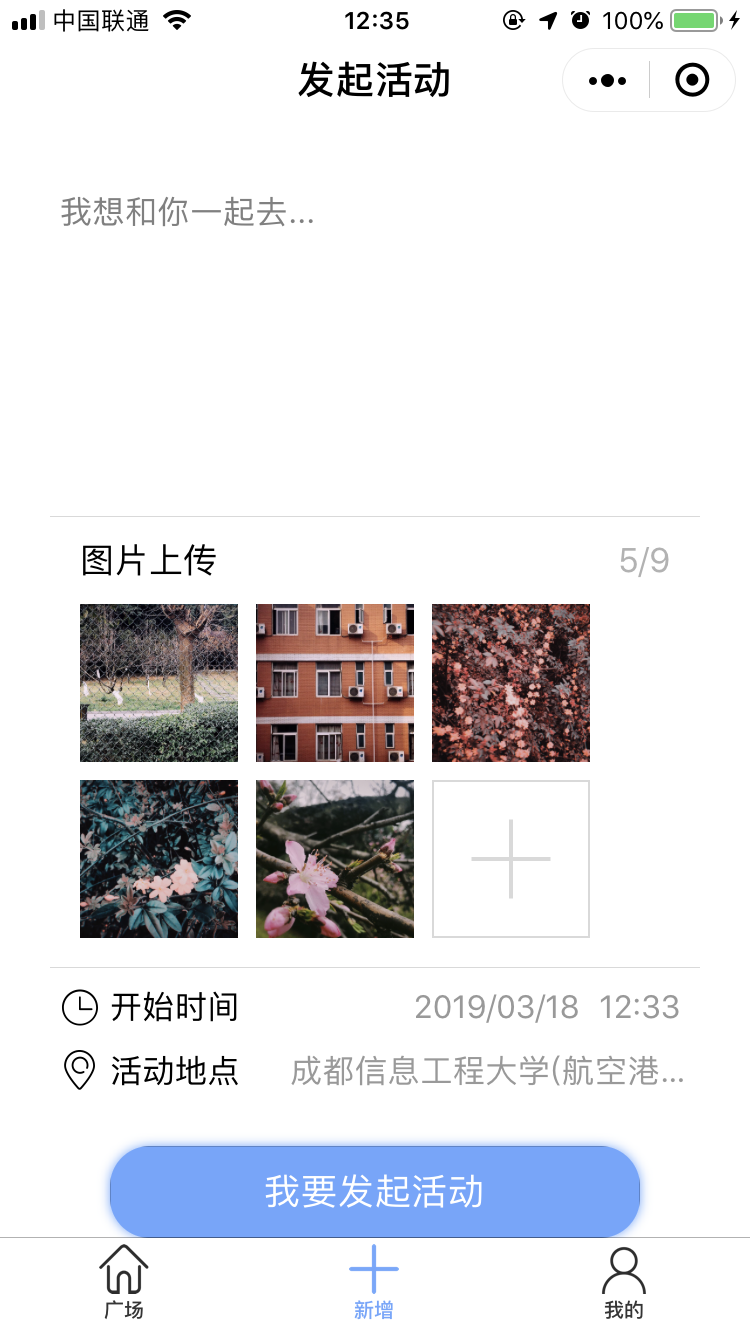 中国联通 12:35 100%
发起活动
我想和你一起去...
图片上传 5/9
开始时间 2019/03/18 12:33
活动地点 成都信息工程大学(航空港...
我要发起活动
广场 新增 我的